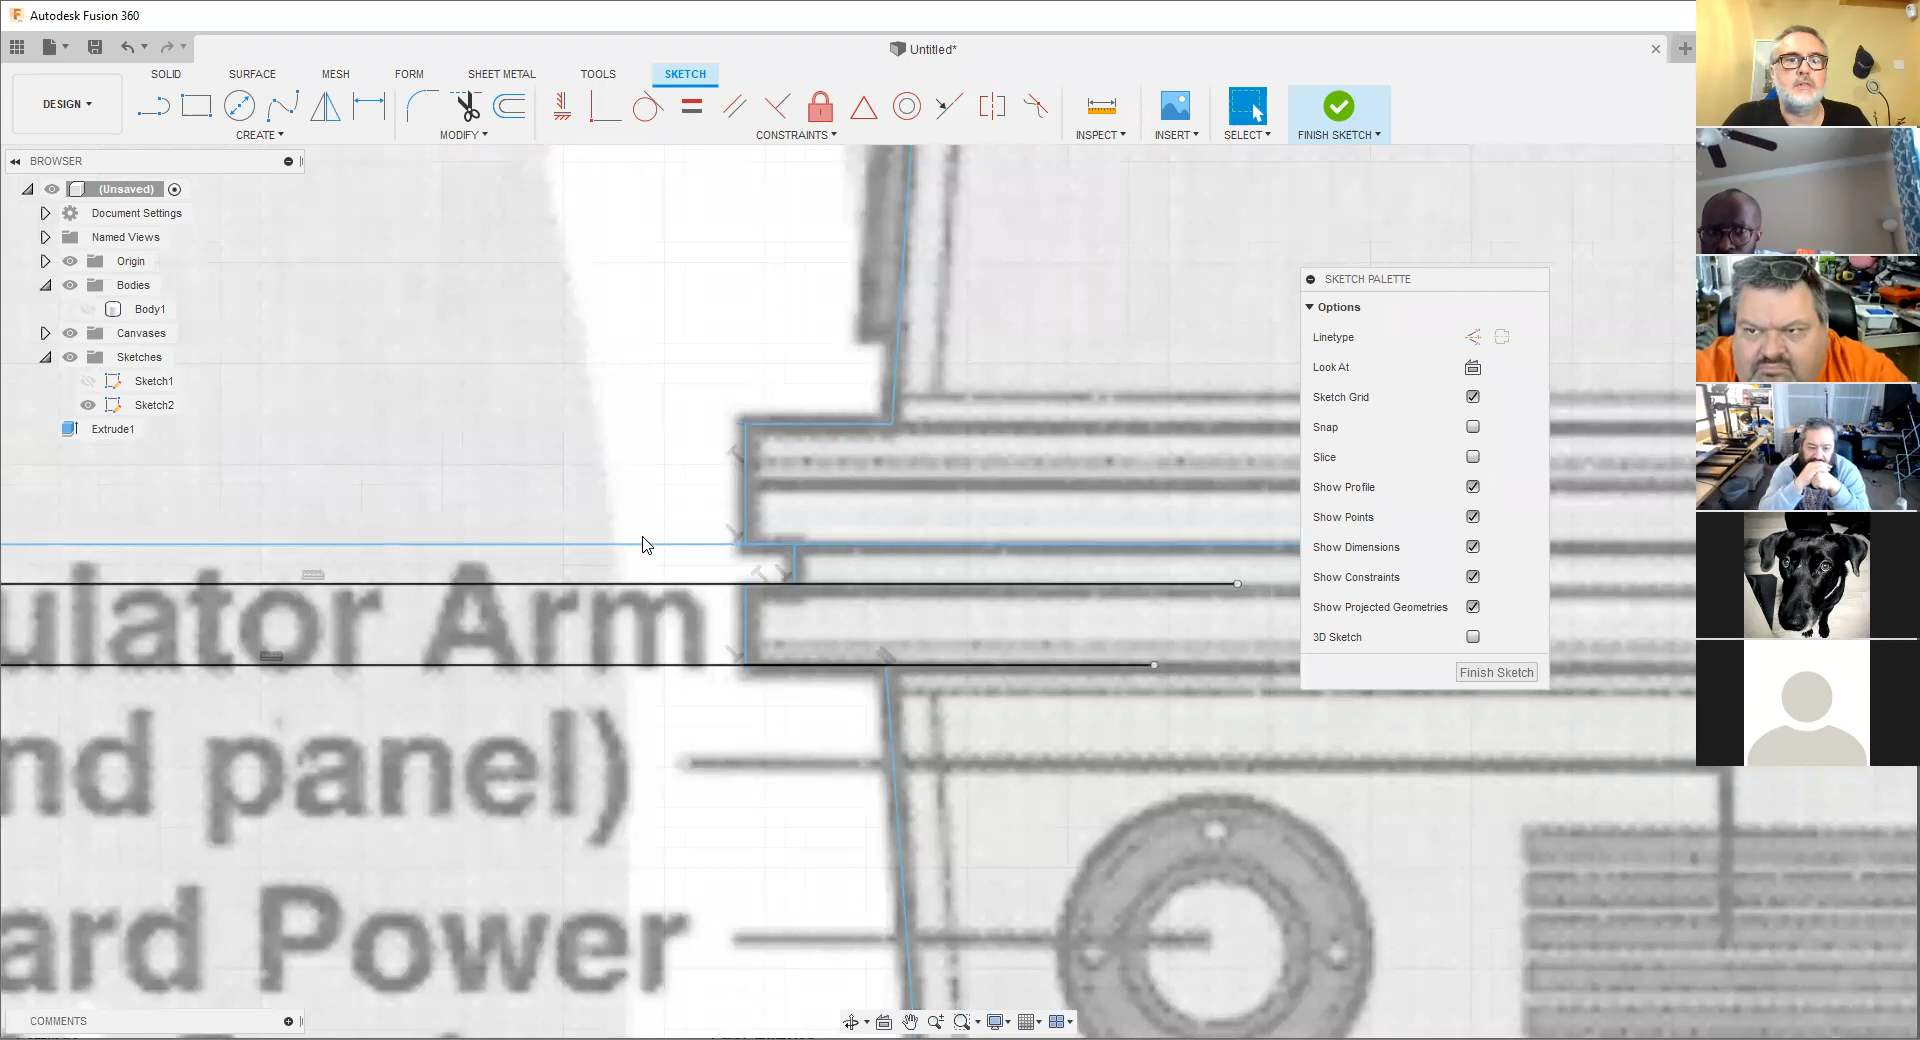 Autodesk Fusion 360
Untitled*
SOLID SURFACE MESH FORM SHEET METAL TOOLS SKETCH
DESIGN
CREATE MODIFY CONSTRAINTS INSPECT INSERT SELECT FINISH SKETCH
BROWSER
(Unsaved)
Document Settings
Named Views
Origin
Bodies
Body1
Canvases
Sketches
Sketch1
Sketch2
Extrude1
SKETCH PALETTE
Options
Linetype
Look At
Sketch Grid
Snap
Slice
Show Profile
Show Points
Show Dimensions
Show Constraints
Show Projected Geometries
3D Sketch
Finish Sketch
ulator Arm
nd panel)
ard Power
COMMENTS